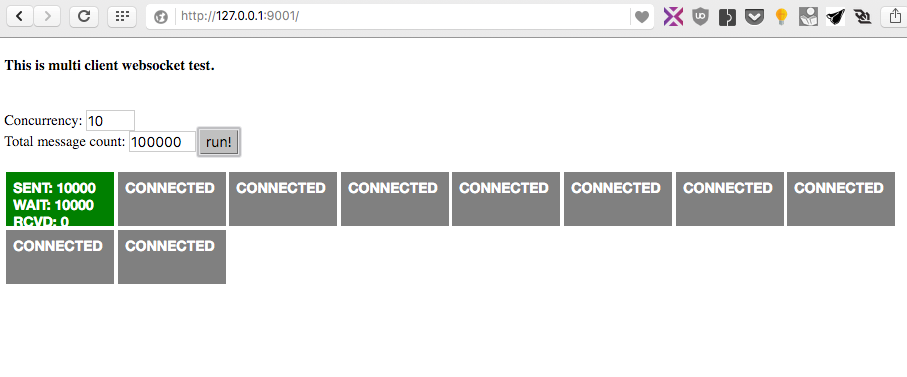 http://127.0.0.1:9001/
This is multi client websocket test.
Concurrency: 10
Total message count: 100000 run!
SENT: 10000 CONNECTED CONNECTED CONNECTED CONNECTED CONNECTED CONNECTED CONNECTED
WAIT: 10000
RCVD: 0
CONNECTED CONNECTED